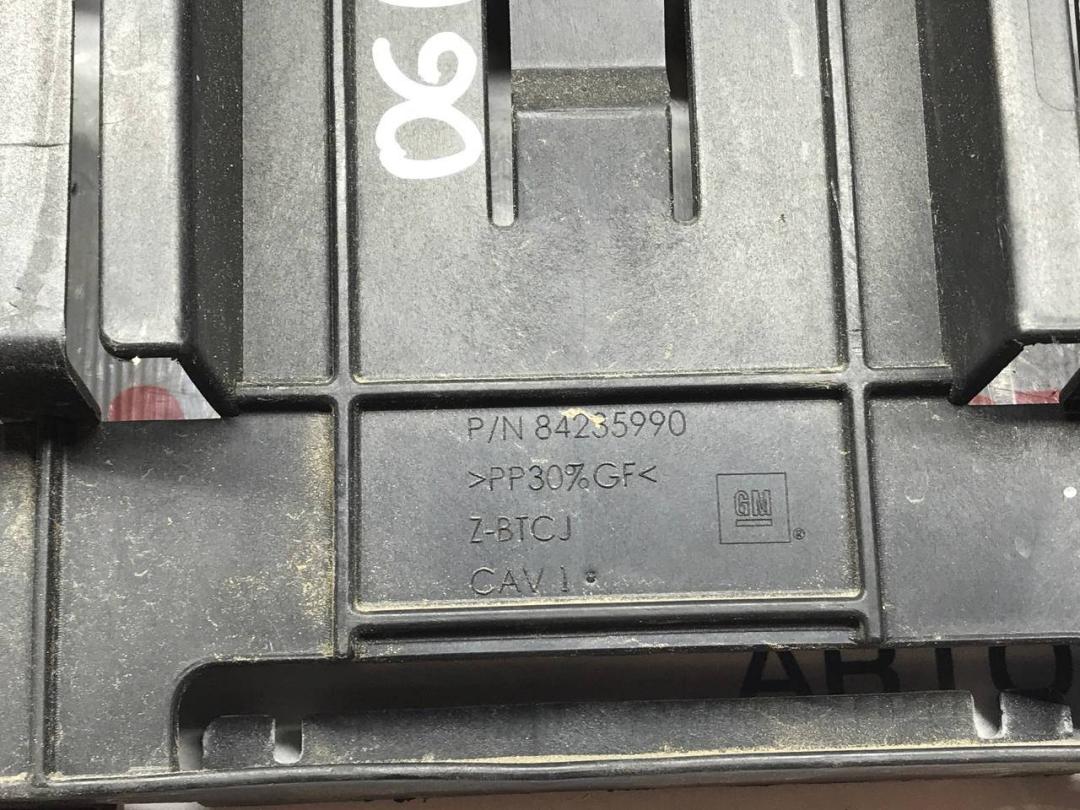 P/N 84235990
>PP30%GF<
Z-BTCJ
CAV 1
GM
®